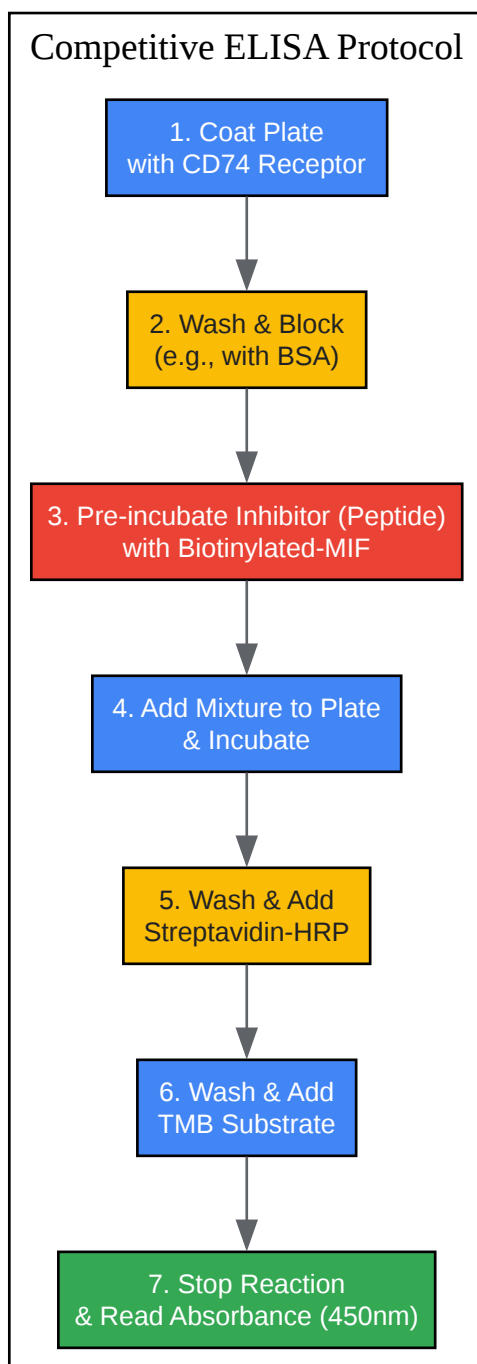 Competitive ELISA Protocol
1. Coat Plate
with CD74 Receptor
2. Wash & Block
(e.g., with BSA)
3. Pre-incubate Inhibitor (Peptide)
with Biotinylated-MIF
4. Add Mixture to Plate
& Incubate
5. Wash & Add
Streptavidin-HRP
6. Wash & Add
TMB Substrate
7. Stop Reaction
& Read Absorbance (450nm)